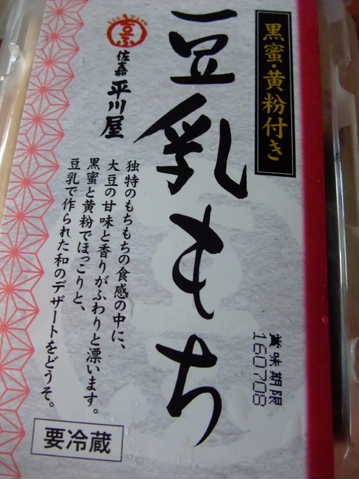 黒蜜・黄粉付き
豆乳もち
佐嘉
平川屋
独特のもちもちの食感の中に、
大豆の甘味と香りがふわりと漂います。
黒蜜と黄粉でほっこりと、
豆乳で作られた和のデザートをどうぞ。
賞味期限
160708
要冷蔵